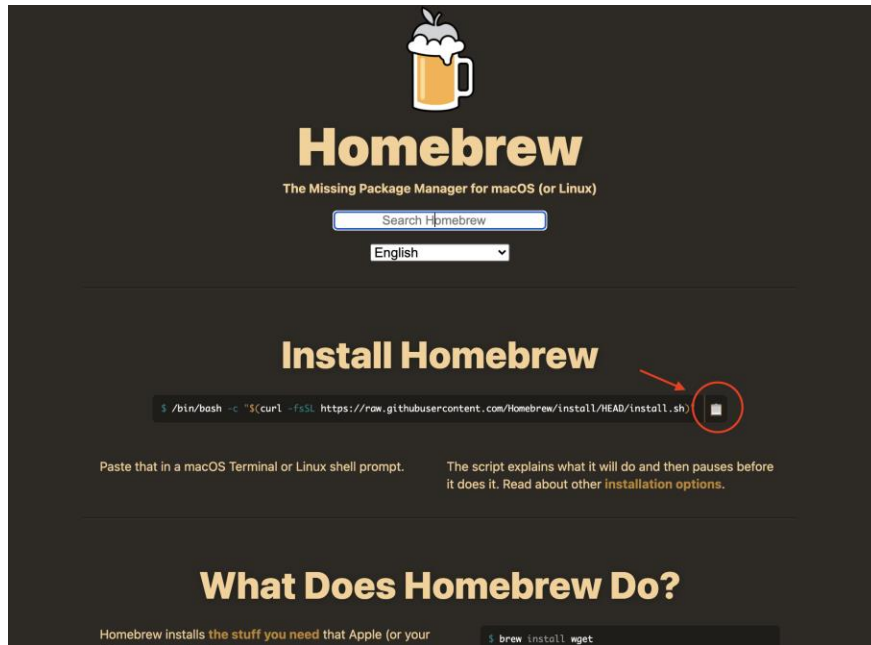 Homebrew
The Missing Package Manager for macOS (or Linux)
Search Homebrew
English
Install Homebrew
$ /bin/bash -c "$(curl -fsSL https://raw.githubusercontent.com/Homebrew/install/HEAD/install.sh)"
Paste that in a macOS Terminal or Linux shell prompt.
The script explains what it will do and then pauses before
it does it. Read about other installation options.
What Does Homebrew Do?
Homebrew installs the stuff you need that Apple (or your
$ brew install wget